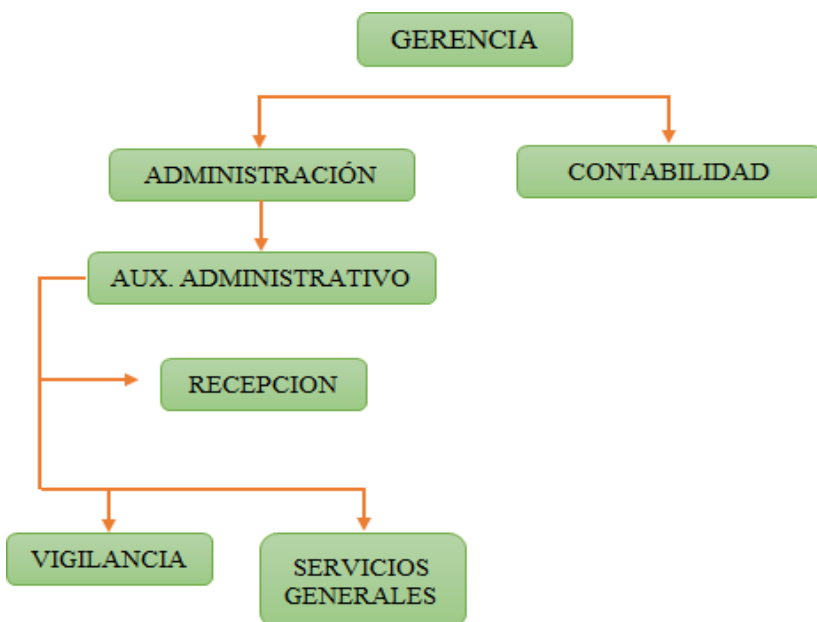 GERENCIA
ADMINISTRACIÓN
CONTABILIDAD
AUX. ADMINISTRATIVO
RECEPCION
VIGILANCIA
SERVICIOS
GENERALES